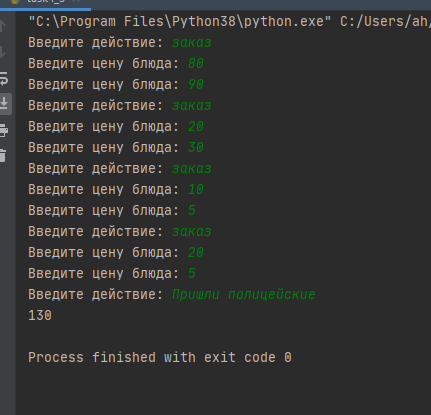 "C:\Program Files\Python38\python.exe" C:/Users/ah/
Введите действие: заказ
Введите цену блюда: 80
Введите цену блюда: 90
Введите действие: заказ
Введите цену блюда: 20
Введите цену блюда: 30
Введите действие: заказ
Введите цену блюда: 10
Введите цену блюда: 5
Введите действие: заказ
Введите цену блюда: 20
Введите цену блюда: 5
Введите действие: Пришли полицейские
130
Process finished with exit code 0